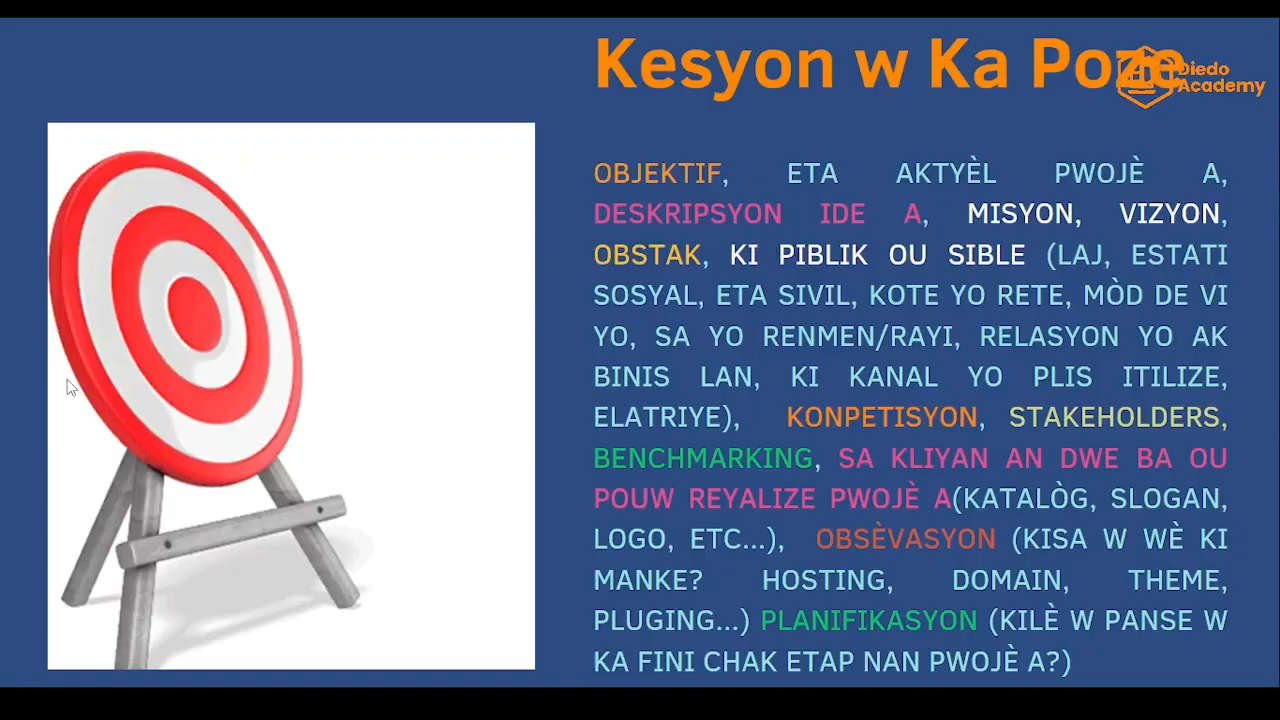 Kesyon w Ka Poze
Diedo
Academy
OBJEKTIF, ETA AKTYÈL PWOJÈ A,
DESKRIPSYON IDE A, MISYON, VIZYON,
OBSTAK, KI PIBLIK OU SIBLE (LAJ, ESTATI
SOSYAL, ETA SIVIL, KOTE YO RETE, MÒD DE VI
YO, SA YO RENMEN/RAYI, RELASYON YO AK
BINIS LAN, KI KANAL YO PLIS ITILIZE,
ELATRIYE), KONPETISYON, STAKEHOLDERS,
BENCHMARKING, SA KLIYAN AN DWE BA OU
POUW REYALIZE PWOJÈ A(KATALÒG, SLOGAN,
LOGO, ETC...), OBSÈVASYON (KISA W WÈ KI
MANKE? HOSTING, DOMAIN, THEME,
PLUGING...) PLANIFIKASYON (KILÈ W PANSE W
KA FINI CHAK ETAP NAN PWOJÈ A?)